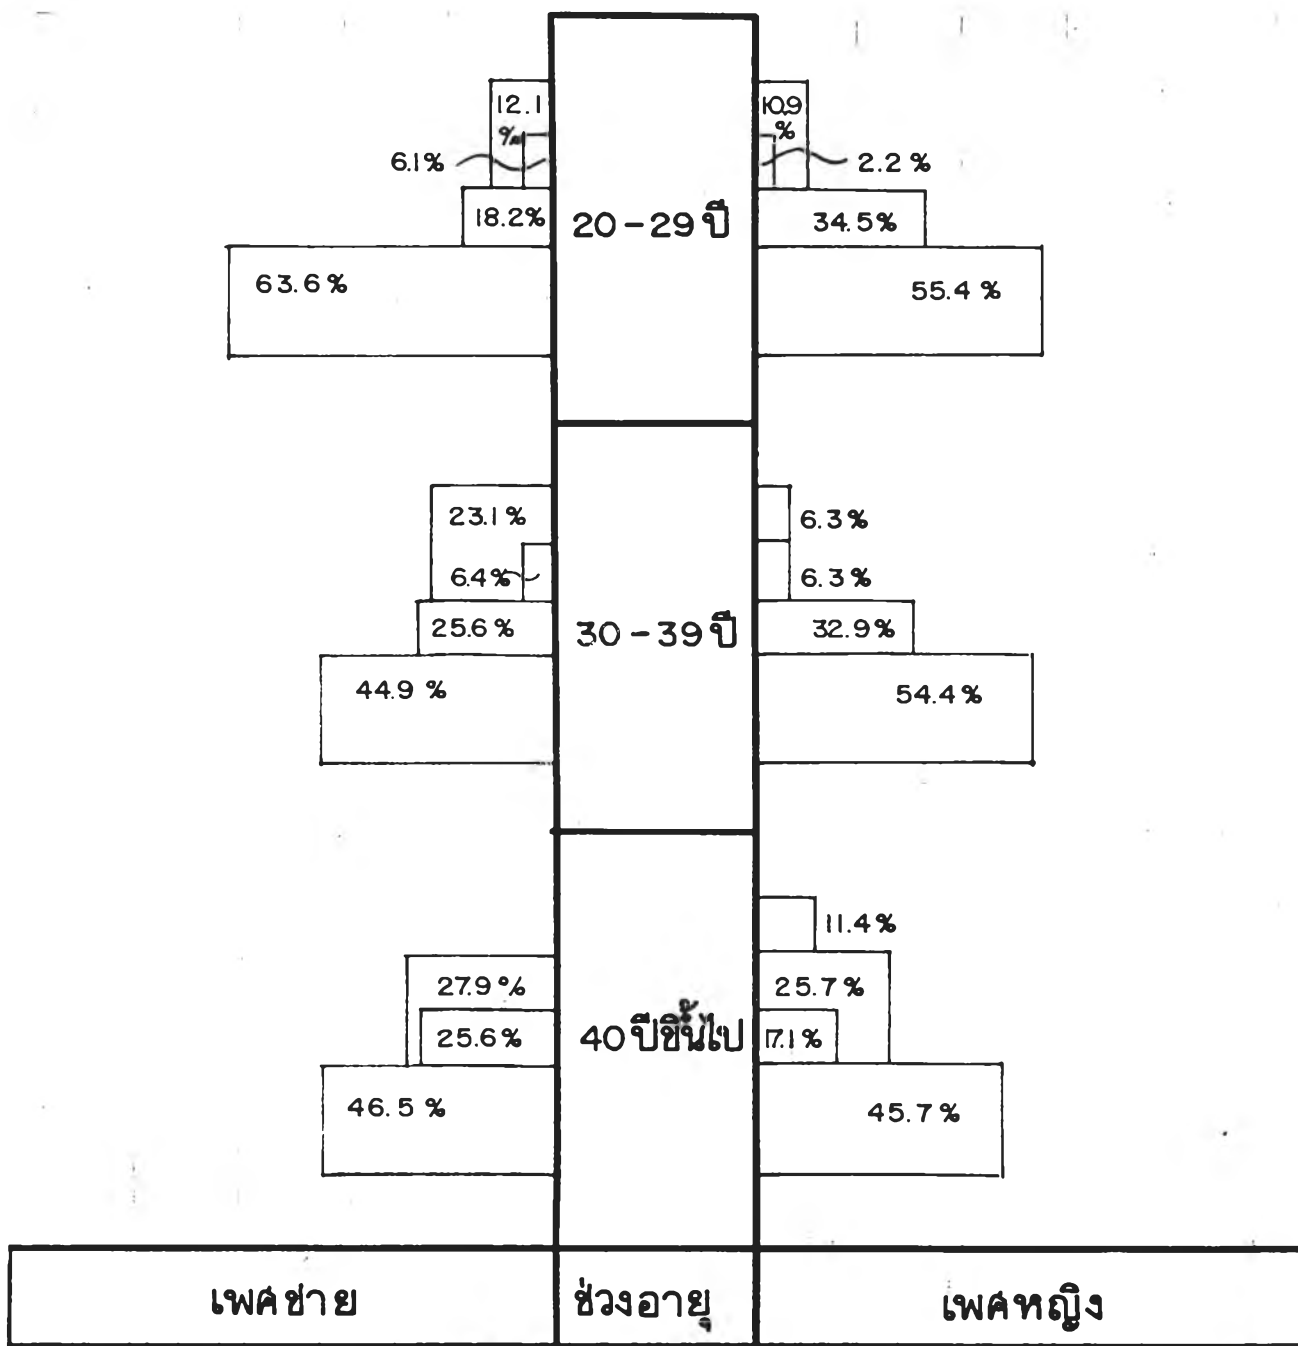 12.1 10.9
% %
6.1% 2.2%
18.2% 20-29 ปี 34.5%
63.6% 55.4%
23.1% 6.3%
6.4% 6.3%
25.6% 30-39 ปี 32.9%
44.9% 54.4%
11.4%
27.9% 25.7%
25.6% 40 ปีขึ้นไป 17.1%
46.5% 45.7%
เพศชาย ช่วงอายุ เพศหญิง